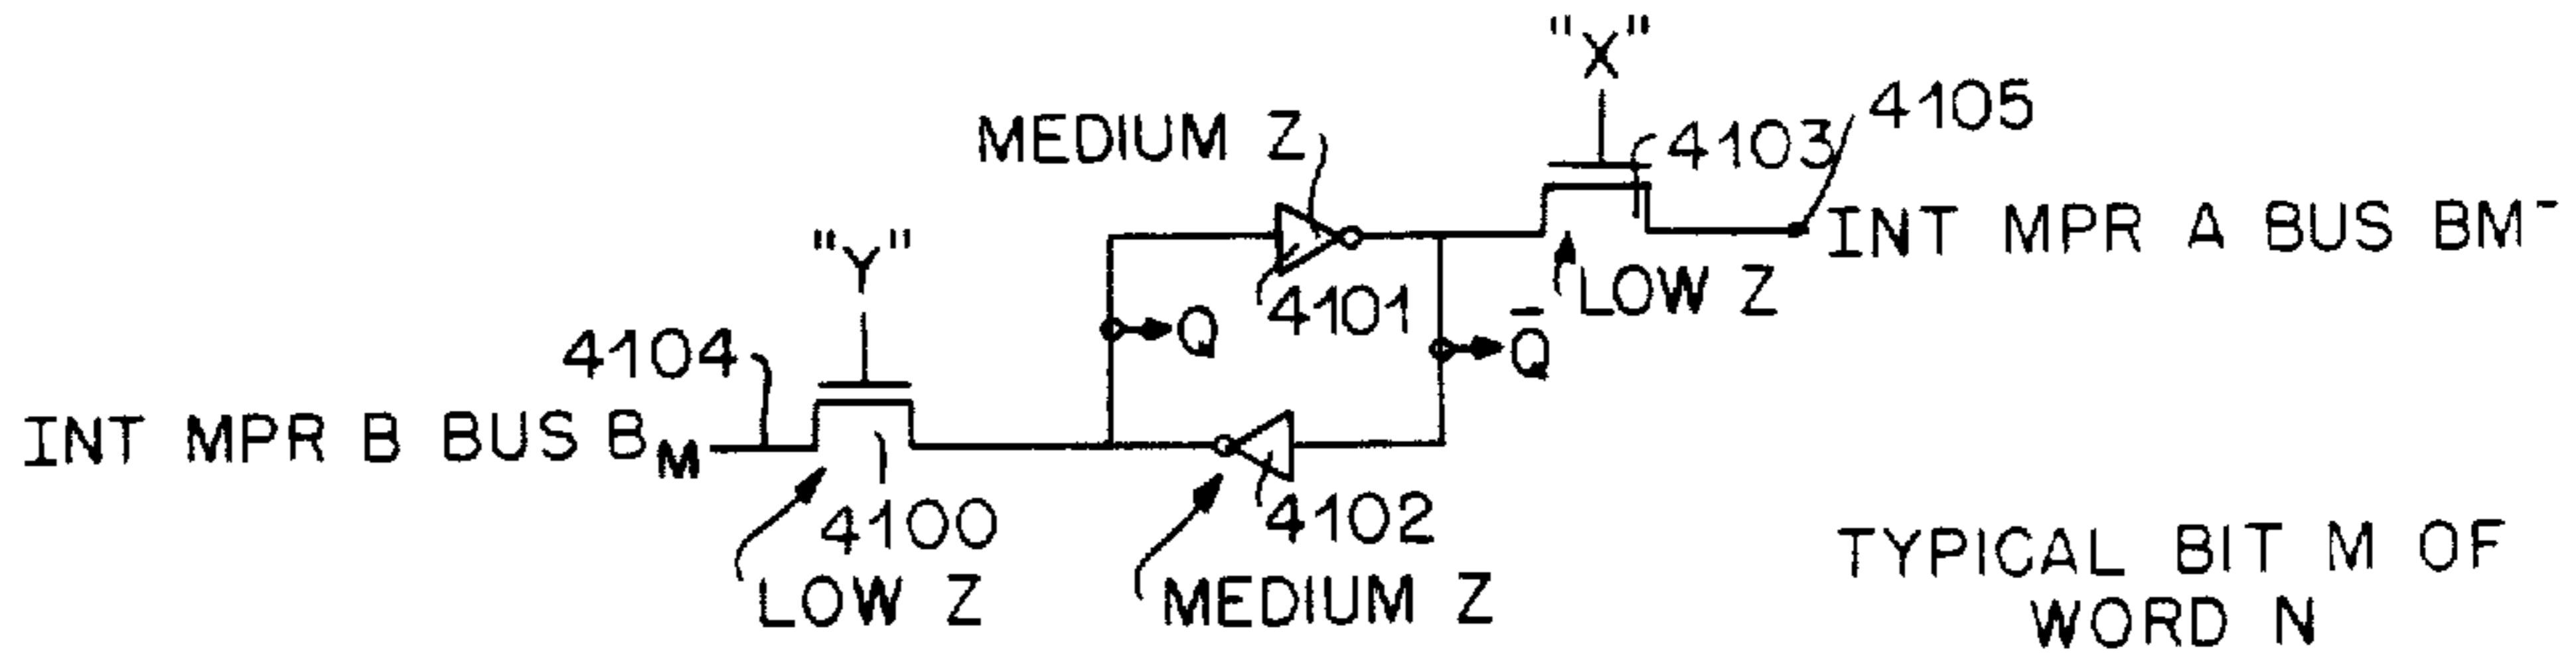 "X"
4105
MEDIUM Z
4103
"Y"
INT MPR A BUS BM-
4101
LOW Z
Q
Q̄
4104
INT MPR B BUS BM
4100
4102
LOW Z
MEDIUM Z
TYPICAL BIT M OF
WORD N